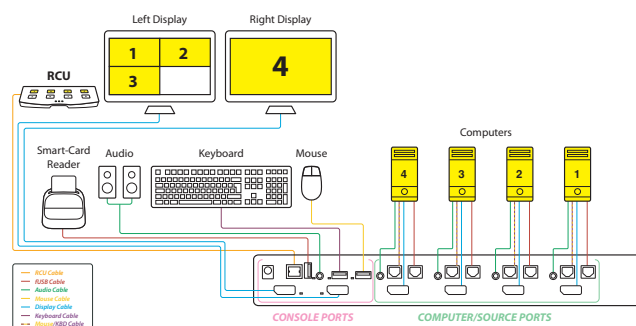 Left Display
Right Display
1
2
3
4
RCU
Smart-Card
Reader
Audio
Keyboard
Mouse
Computers
4
3
2
1
RCU Cable
fUSB Cable
Audio Cable
Mouse Cable
Display Cable
Keyboard Cable
Mouse/KBD Cable
CONSOLE PORTS
COMPUTER/SOURCE PORTS